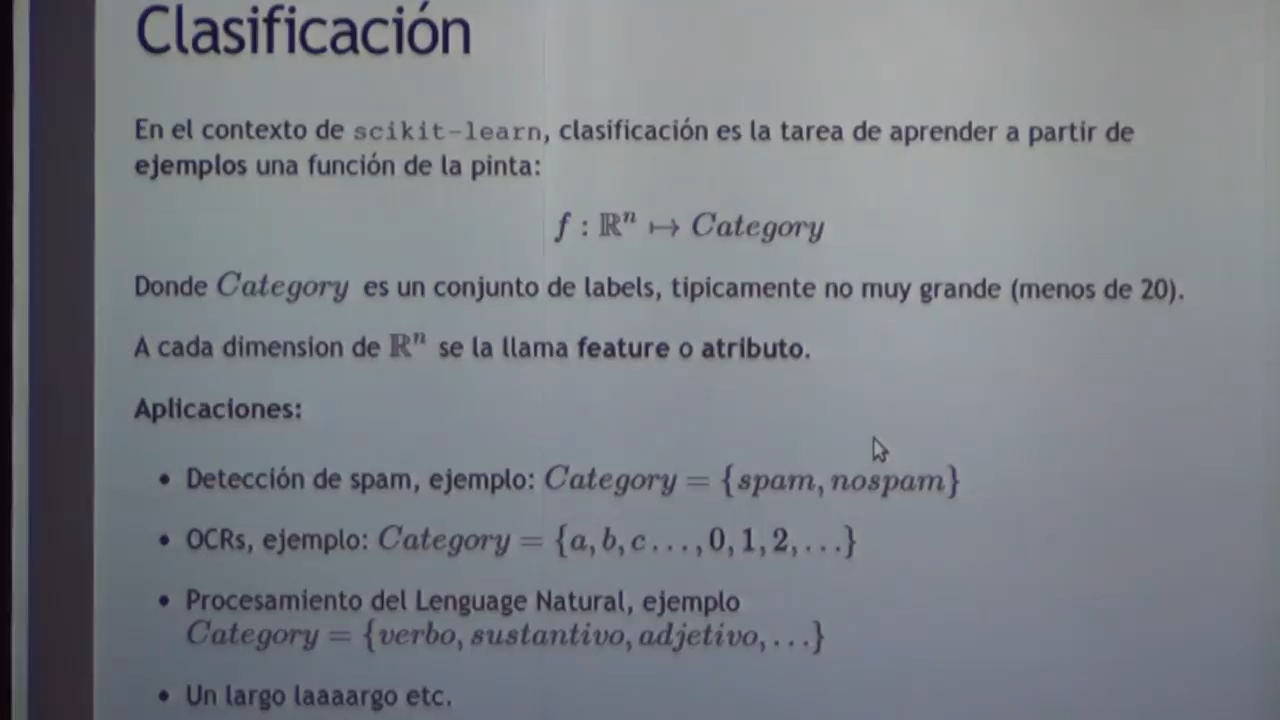 Clasificación
En el contexto de scikit-learn, clasificación es la tarea de aprender a partir de
ejemplos una función de la pinta:
f : ℝⁿ ↦ Category
Donde Category es un conjunto de labels, tipicamente no muy grande (menos de 20).
A cada dimension de ℝⁿ se la llama feature o atributo.
Aplicaciones:
• Detección de spam, ejemplo: Category = {spam, nospam}
• OCRs, ejemplo: Category = {a, b, c…, 0, 1, 2, …}
• Procesamiento del Lenguage Natural, ejemplo
Category = {verbo, sustantivo, adjetivo, …}
• Un largo laaaargo etc.